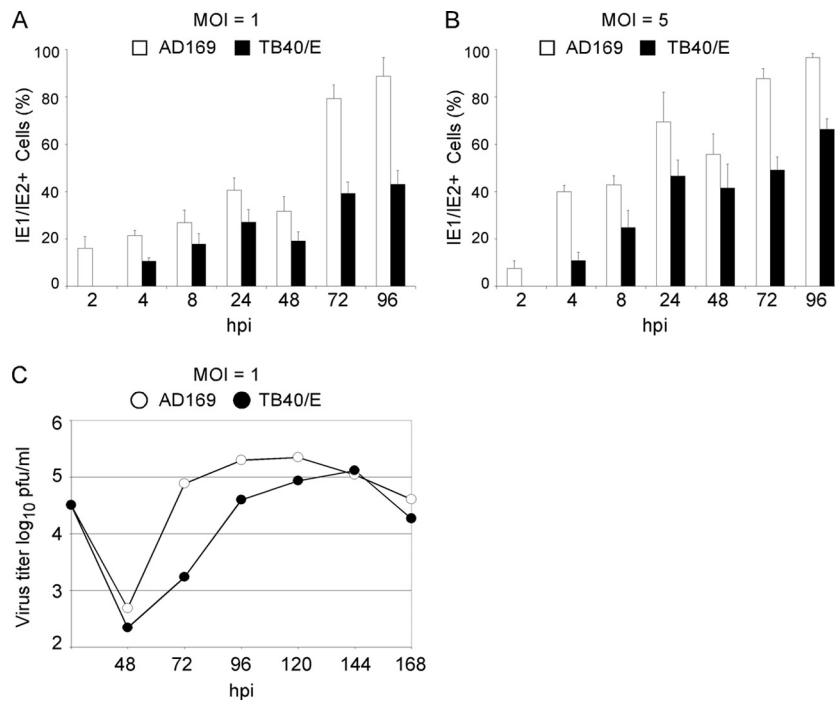 A
MOI = 1
AD169 TB40/E
IE1/IE2+ Cells (%)
100
80
60
40
20
0
2 4 8 24 48 72 96
hpi
B
MOI = 5
AD169 TB40/E
IE1/IE2+ Cells (%)
100
80
60
40
20
0
2 4 8 24 48 72 96
hpi
C
MOI = 1
AD169 TB40/E
Virus titer log10 pfu/ml
6
5
4
3
2
48 72 96 120 144 168
hpi